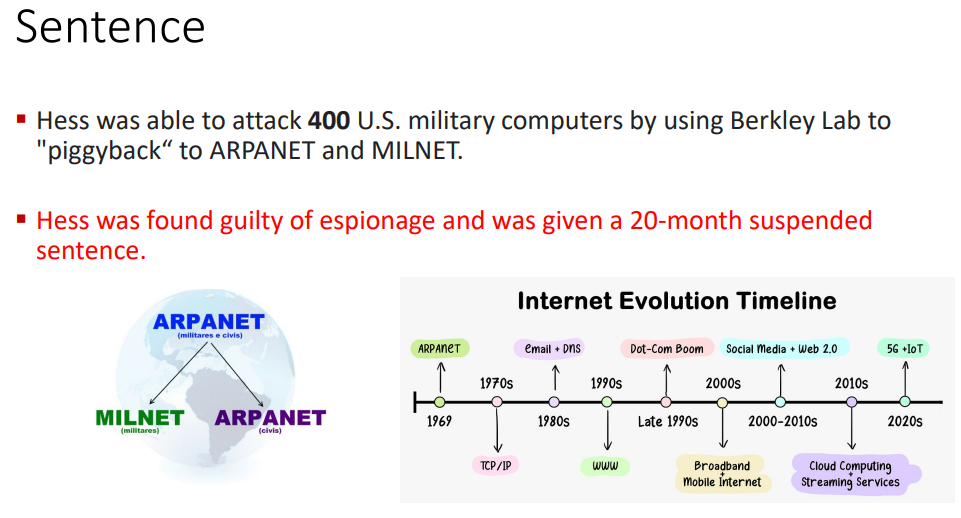 Sentence
▪ Hess was able to attack 400 U.S. military computers by using Berkley Lab to
"piggyback“ to ARPANET and MILNET.
▪ Hess was found guilty of espionage and was given a 20-month suspended
sentence.
ARPANET
(militares e civis)
MILNET
(militares)
ARPANET
(civis)
Internet Evolution Timeline
ARPANET
Email + DNS
Dot-Com Boom
Social Media + Web 2.0
5G +IoT
1970s
1990s
2000s
2010s
1969
1980s
Late 1990s
2000-2010s
2020s
TCP/IP
WWW
Broadband
+
Mobile Internet
Cloud Computing
+
Streaming Services